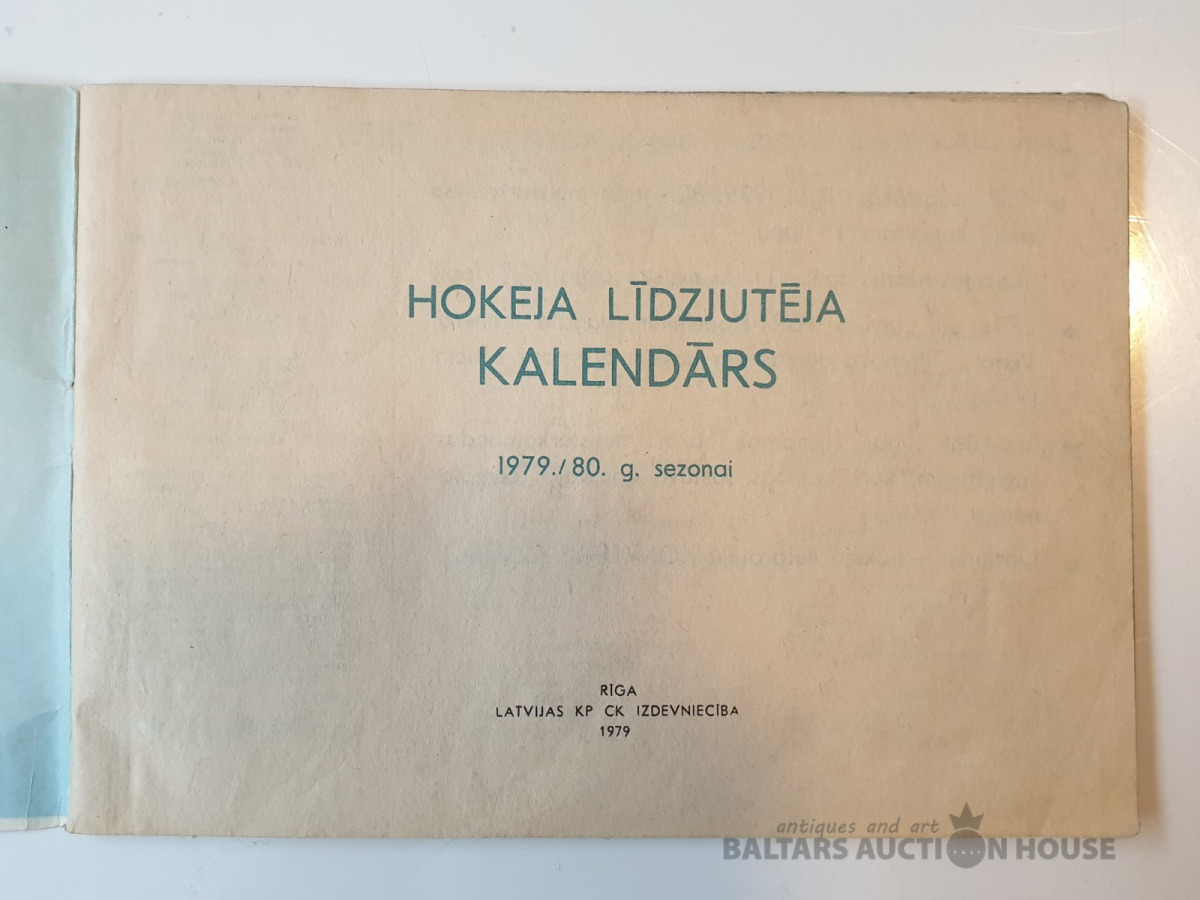 HOKEJA LĪDZJUTĒJA
KALENDĀRS
1979./80. g. sezonai
RĪGA
LATVIJAS KP CK IZDEVNIECĪBA
1979
antiques and art
BALTARS AUCTION HOUSE